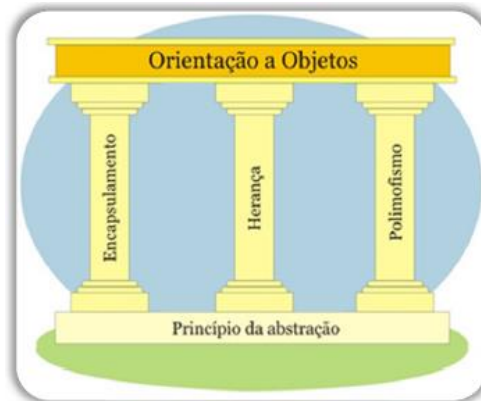 Orientação a Objetos
Encapsulamento
Herança
Polimofismo
Princípio da abstração